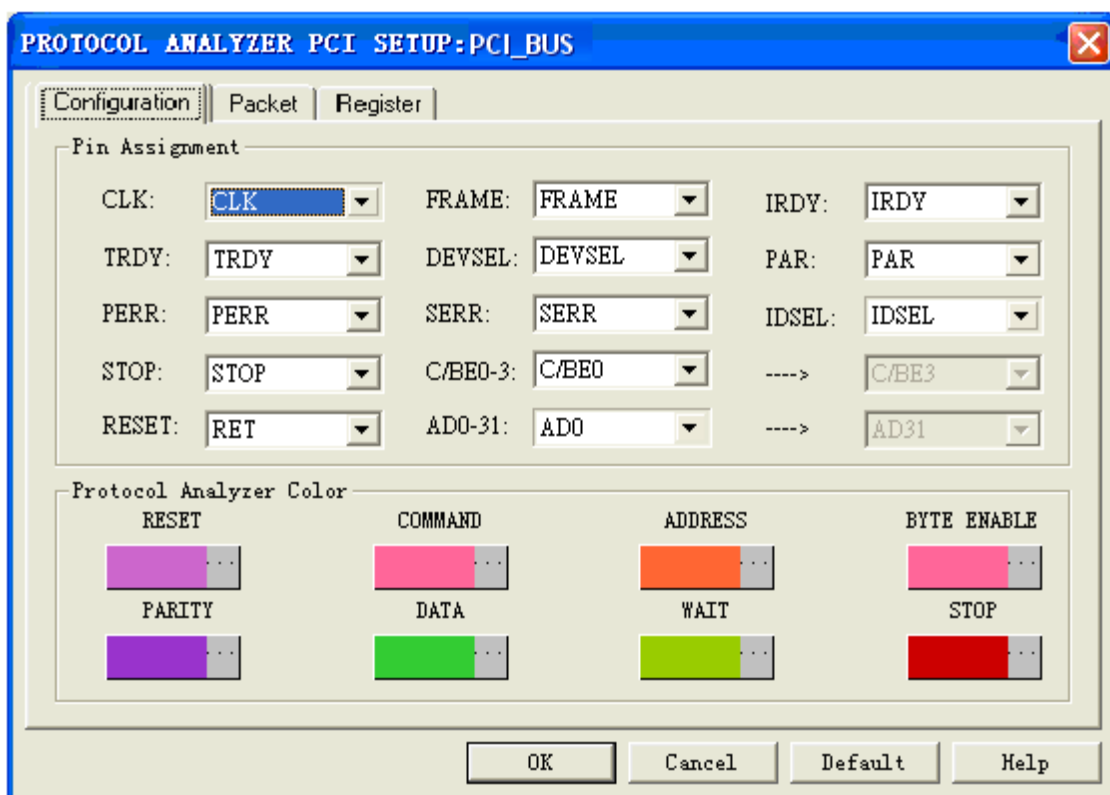 PROTOCOL ANALYZER PCI SETUP:PCI_BUS
Configuration Packet Register
Pin Assignment
CLK: CLK FRAME: FRAME IRDY: IRDY
TRDY: TRDY DEVSEL: DEVSEL PAR: PAR
PERR: PERR SERR: SERR IDSEL: IDSEL
STOP: STOP C/BE0-3: C/BE0 ----> C/BE3
RESET: RET AD0-31: AD0 ----> AD31
Protocol Analyzer Color
RESET COMMAND ADDRESS BYTE ENABLE
... ... ... ...
PARITY DATA WAIT STOP
... ... ... ...
OK Cancel Default Help